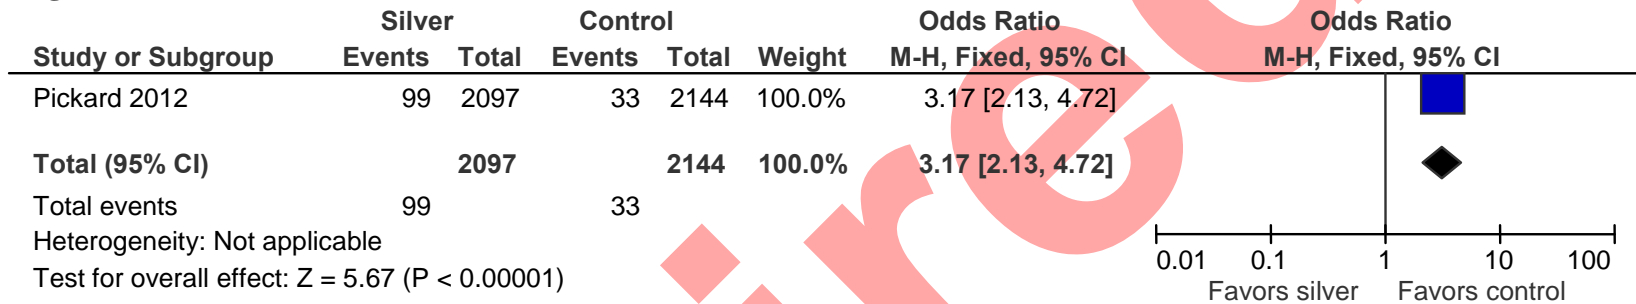 Silver Control Odds Ratio Odds Ratio
Study or Subgroup Events Total Events Total Weight M-H, Fixed, 95% CI M-H, Fixed, 95% CI
Pickard 2012 99 2097 33 2144 100.0% 3.17 [2.13, 4.72]
Total (95% CI) 2097 2144 100.0% 3.17 [2.13, 4.72]
Total events 99 33
Heterogeneity: Not applicable
Test for overall effect: Z = 5.67 (P < 0.00001)
0.01 0.1 1 10 100
Favors silver Favors control